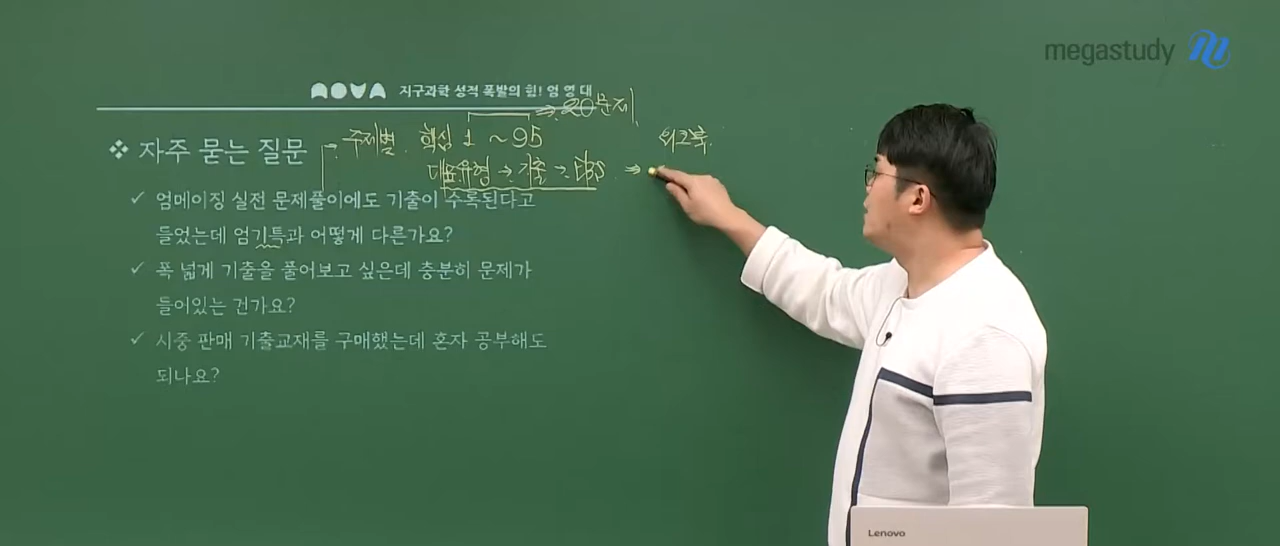 megastudy
NOVA 지구과학 성적 폭발의 힘! 엄 영 대
⇒ 20문제
❖ 자주 묻는 질문
→ 주제별. 핵심 1 ~ 95
워크북
대표유형 → 기출 → EBS ⇒
✓ 엄메이징 실전 문제풀이에도 기출이 수록된다고
들었는데 엄기특과 어떻게 다른가요?
✓ 폭 넓게 기출을 풀어보고 싶은데 충분히 문제가
들어있는 건가요?
✓ 시중 판매 기출교재를 구매했는데 혼자 공부해도
되나요?
Lenovo